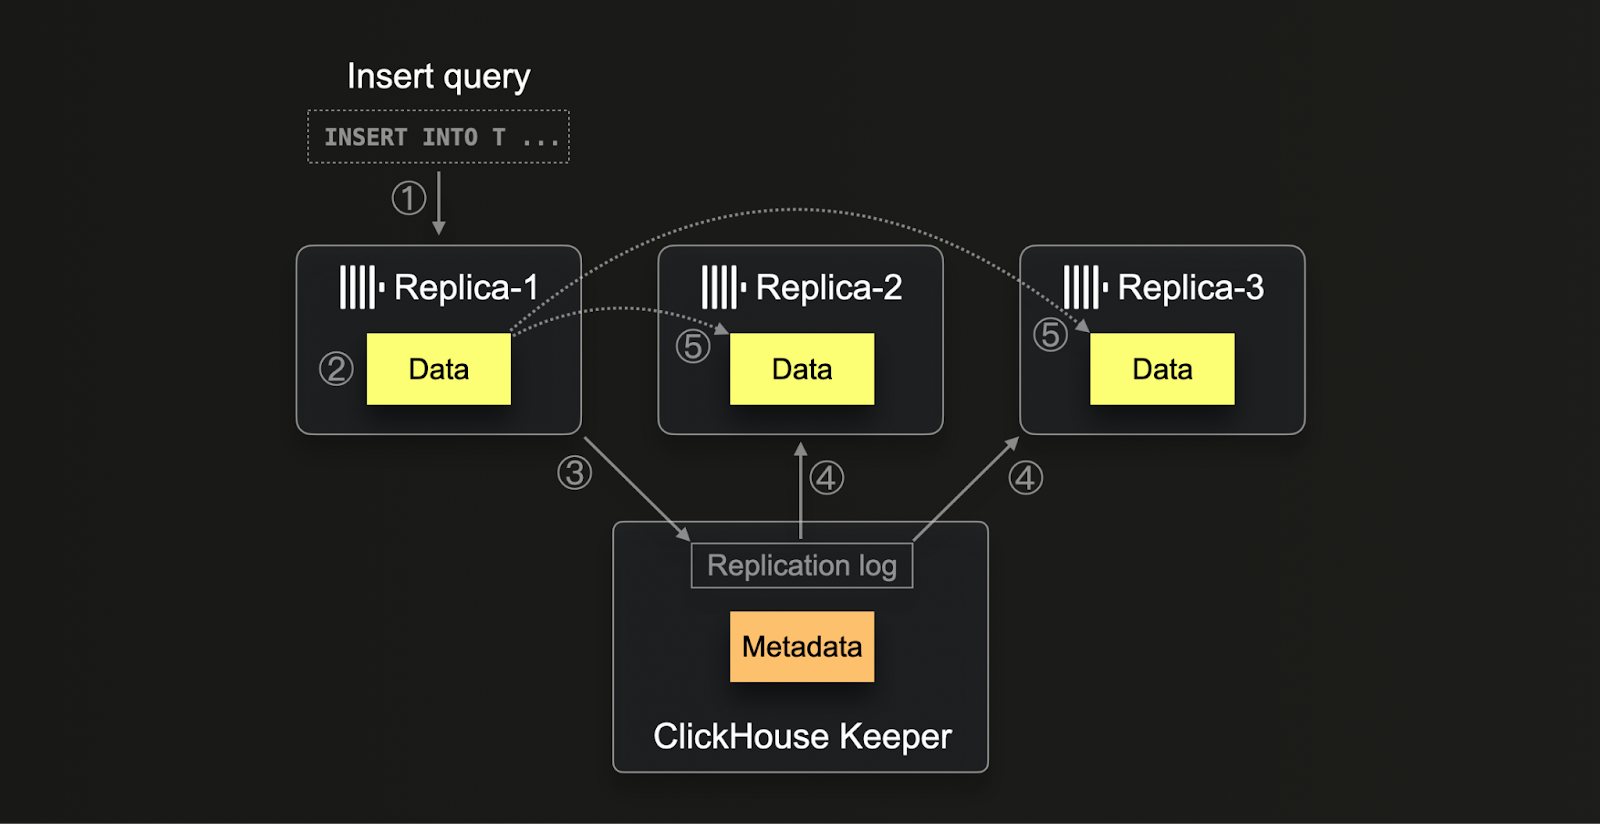 Insert query
INSERT INTO T ...
①
Replica-1
Replica-2
Replica-3
② Data
⑤ Data
⑤ Data
③
④
④
Replication log
Metadata
ClickHouse Keeper